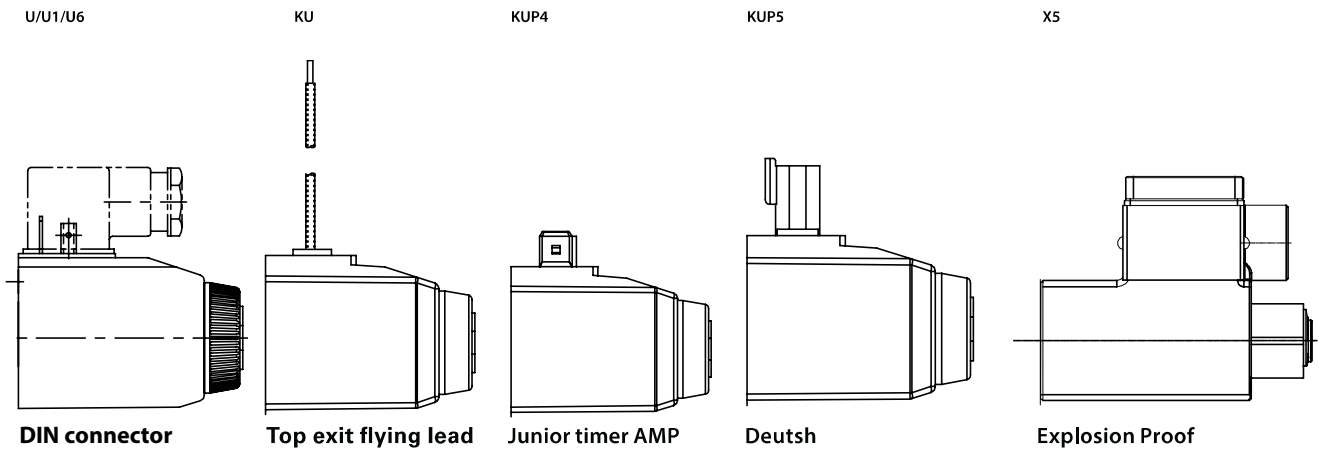 U/U1/U6
KU
KUP4
KUP5
X5
DIN connector
Top exit flying lead
Junior timer AMP
Deutsh
Explosion Proof